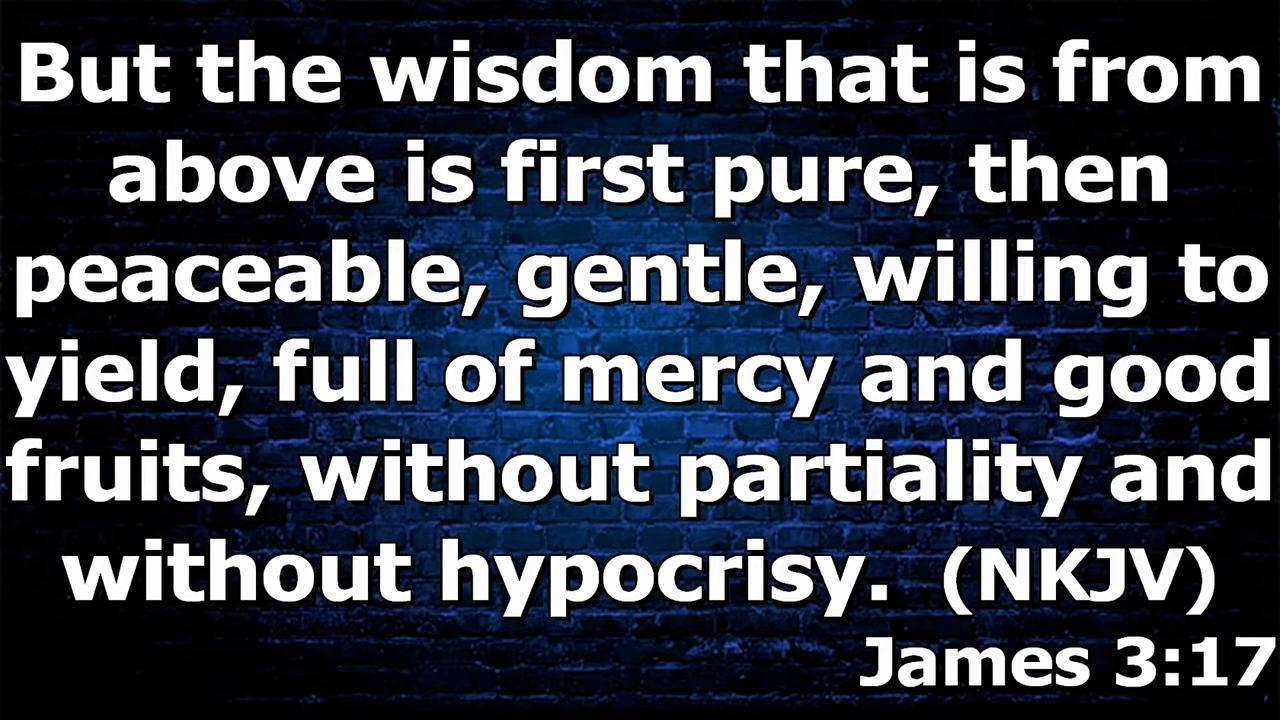 But the wisdom that is from
above is first pure, then
peaceable, gentle, willing to
yield, full of mercy and good
fruits, without partiality and
without hypocrisy.  (NKJV)
James 3:17